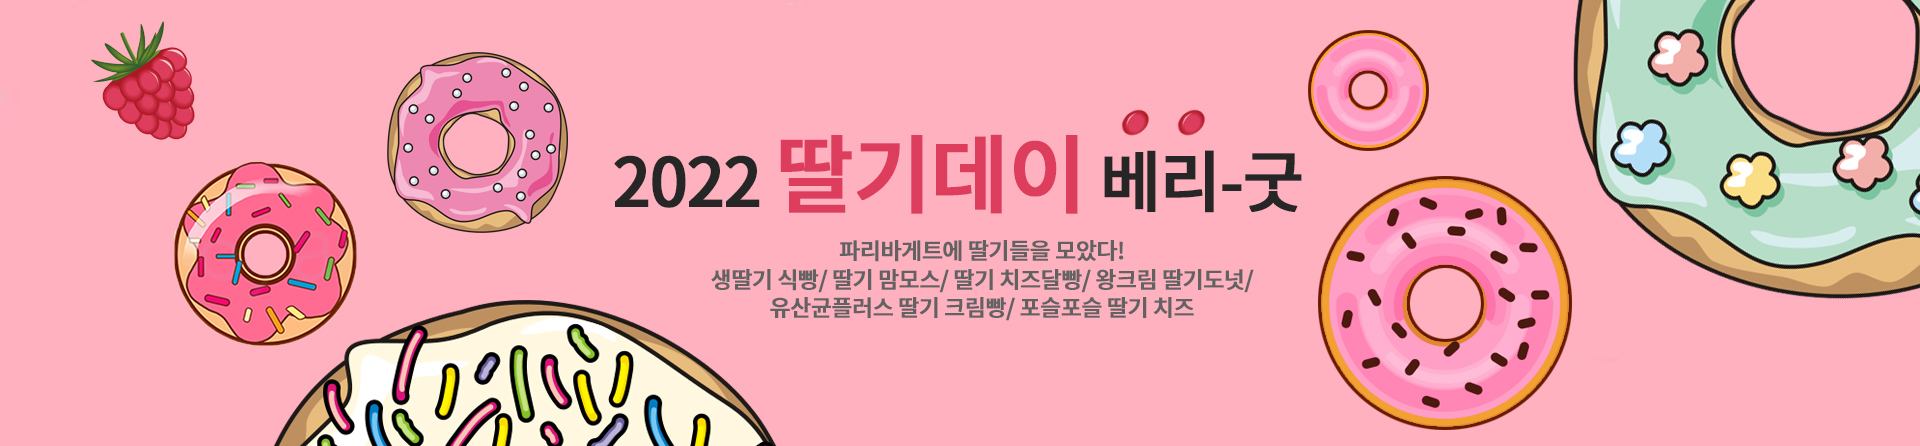 2022 딸기데이 베리-굿
파리바게트에 딸기들을 모았다!
생딸기 식빵/ 딸기 맘모스/ 딸기 치즈달빵/ 왕크림 딸기도넛/
유산균플러스 딸기 크림빵/ 포슬포슬 딸기 치즈